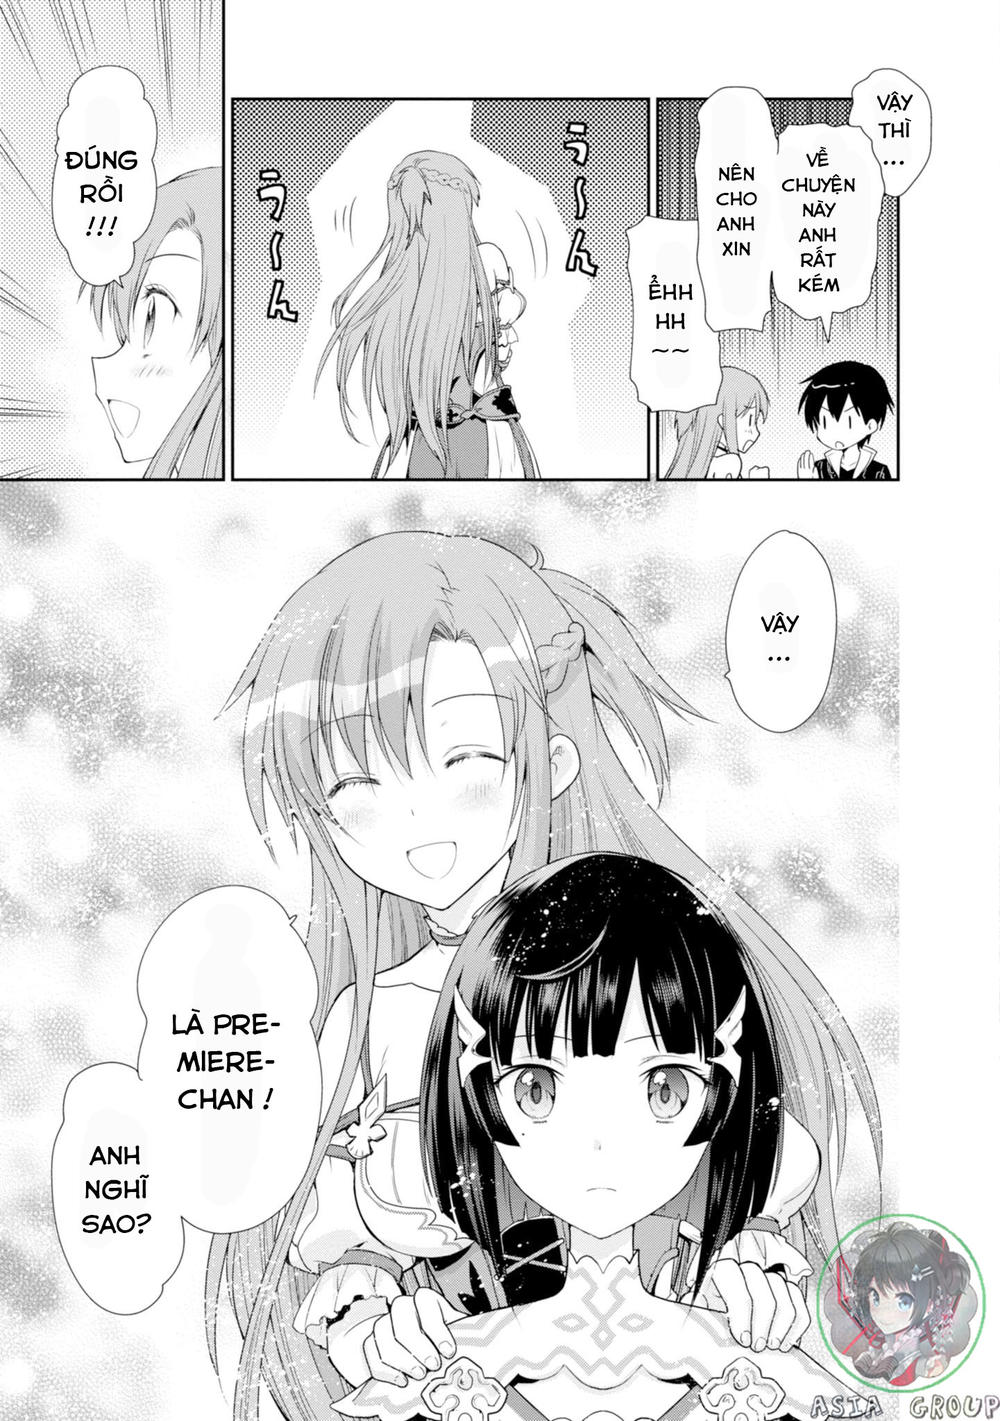 VẬY
THÌ
...
VỀ
CHUYỆN
NÀY
ANH
RẤT
KÉM
NÊN
CHO
ANH
XIN
ỂHH
HH
~~
う～ん
う～ん
ĐÚNG
RỒI
!!!
VẬY
...
LÀ PRE-
MIERE-
CHAN !
ANH
NGHĨ
SAO?
ASIA GROUP